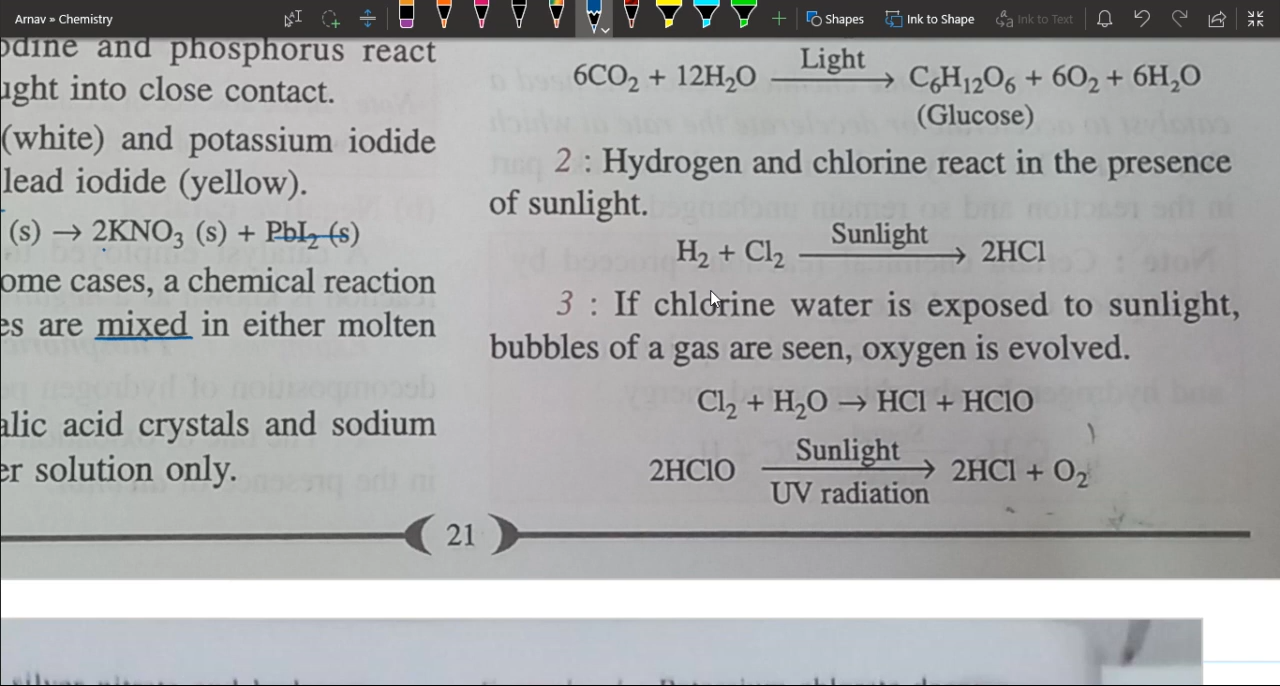 Arnav » Chemistry
Shapes
Ink to Shape
Ink to Text
odine and phosphorus react
ught into close contact.
(white) and potassium iodide
lead iodide (yellow).
(s) → 2KNO₃ (s) + PbI₂ (s)
ome cases, a chemical reaction
es are mixed in either molten
alic acid crystals and sodium
er solution only.
6CO₂ + 12H₂O Light → C₆H₁₂O₆ + 6O₂ + 6H₂O
(Glucose)
2 : Hydrogen and chlorine react in the presence
of sunlight.
H₂ + Cl₂ Sunlight → 2HCl
3 : If chlorine water is exposed to sunlight,
bubbles of a gas are seen, oxygen is evolved.
Cl₂ + H₂O → HCl + HClO
Sunlight
2HClO → 2HCl + O₂
UV radiation
21